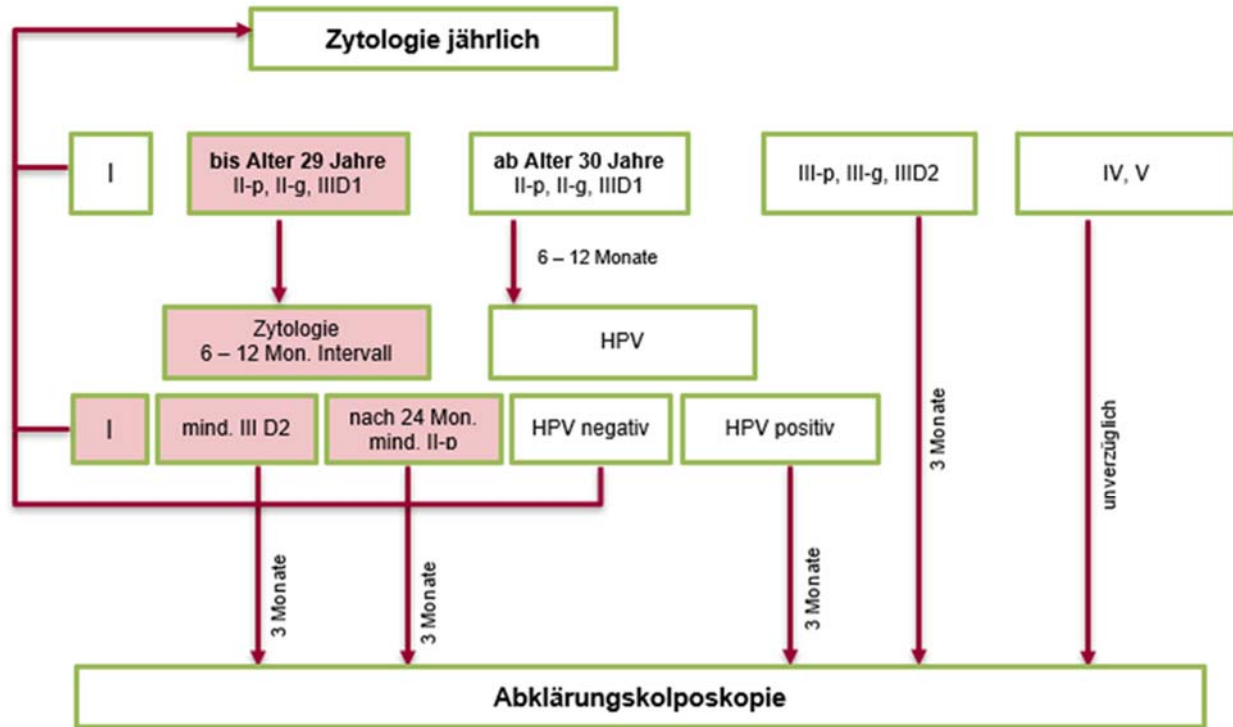 Zytologie jährlich
I
bis Alter 29 Jahre
II-p, II-g, IIID1
ab Alter 30 Jahre
II-p, II-g, IIID1
III-p, III-g, IIID2
IV, V
6 – 12 Monate
Zytologie
6 – 12 Mon. Intervall
HPV
I
mind. III D2
nach 24 Mon.
mind. II-p
HPV negativ
HPV positiv
3 Monate
unverzüglich
3 Monate
3 Monate
3 Monate
Abklärungskolposkopie